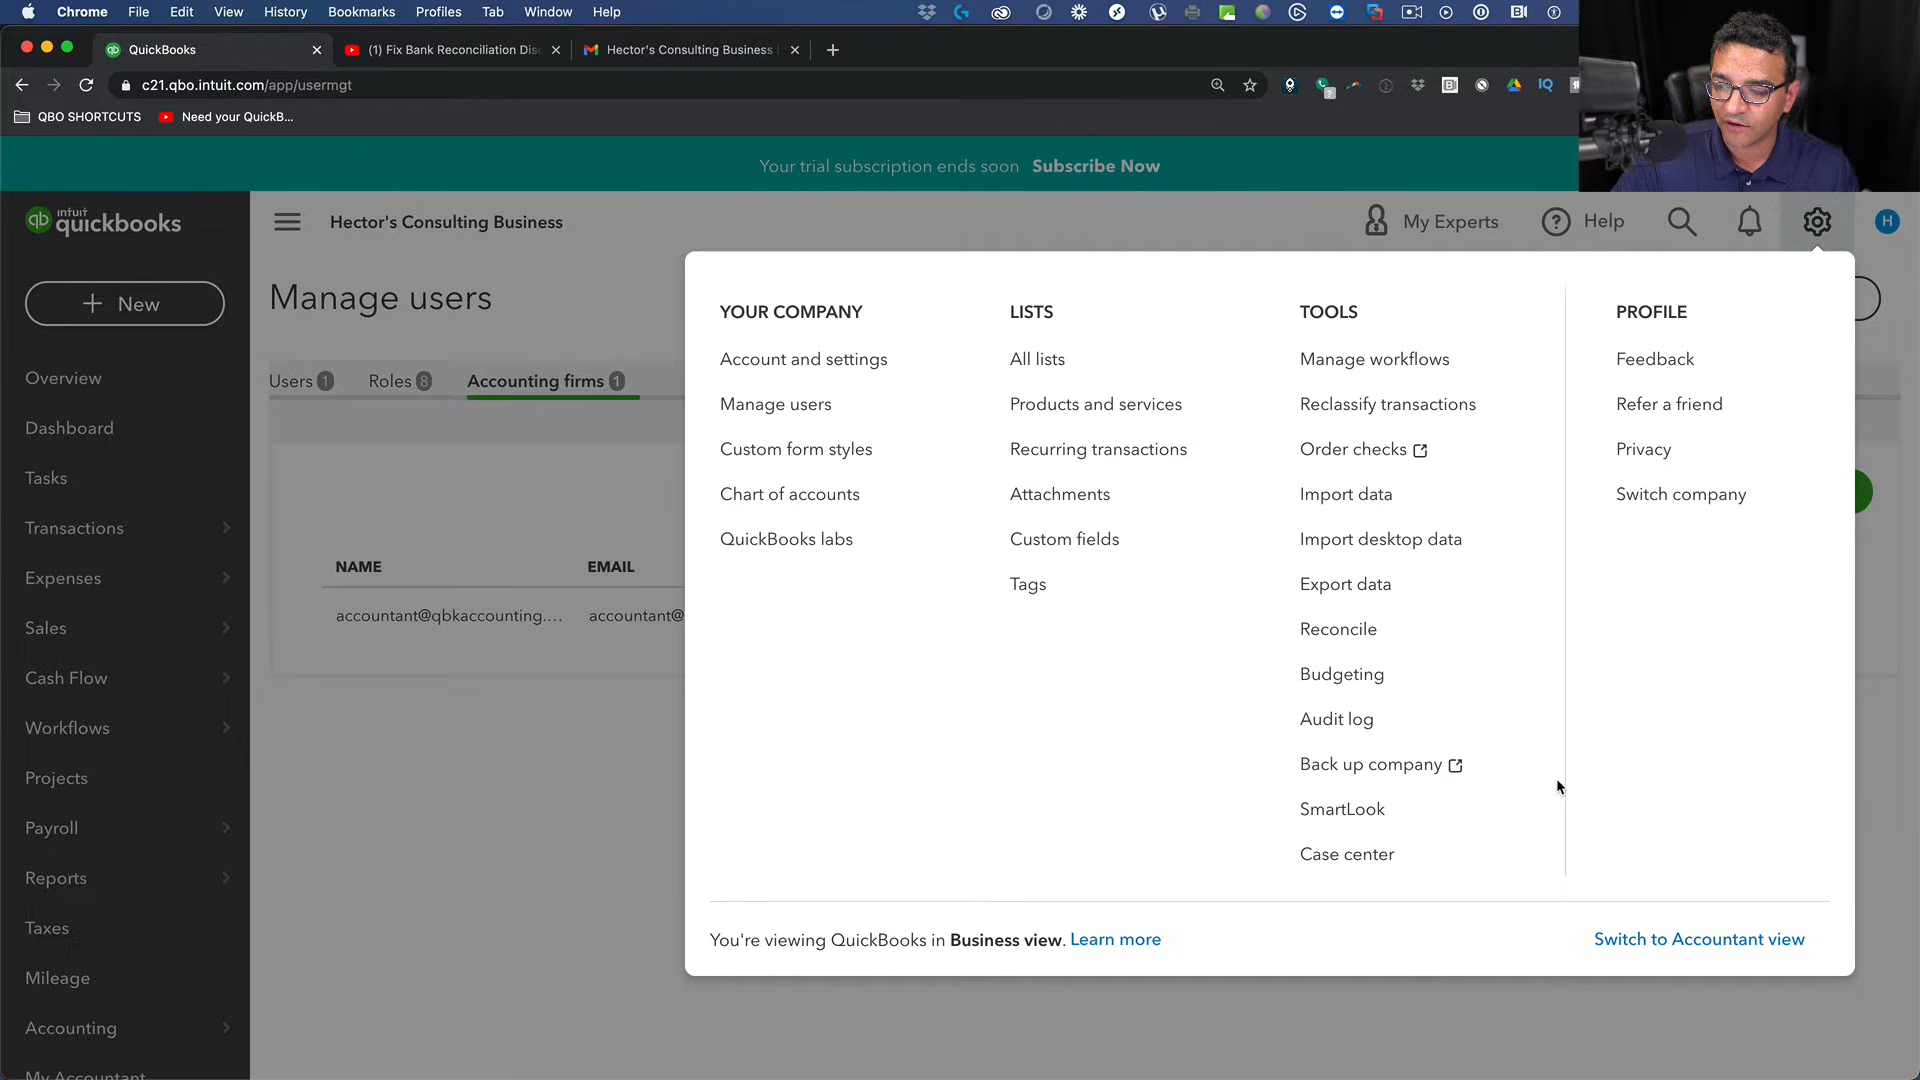 Chrome File Edit View History Bookmarks Profiles Tab Window Help
QuickBooks (1) Fix Bank Reconciliation Dis Hector's Consulting Business
c21.qbo.intuit.com/app/usermgt
QBO SHORTCUTS Need your QuickB...
Your trial subscription ends soon Subscribe Now
intuit quickbooks
Hector's Consulting Business
My Experts Help H
New
Manage users
Overview
Dashboard
Tasks
Transactions
Expenses
Sales
Cash Flow
Workflows
Projects
Payroll
Reports
Taxes
Mileage
Accounting
My Accountant
Users 1 Roles 8 Accounting firms 1
NAME EMAIL
accountant@qbkaccounting.... accountant@
YOUR COMPANY
Account and settings
Manage users
Custom form styles
Chart of accounts
QuickBooks labs
LISTS
All lists
Products and services
Recurring transactions
Attachments
Custom fields
Tags
TOOLS
Manage workflows
Reclassify transactions
Order checks
Import data
Import desktop data
Export data
Reconcile
Budgeting
Audit log
Back up company
SmartLook
Case center
PROFILE
Feedback
Refer a friend
Privacy
Switch company
You're viewing QuickBooks in Business view. Learn more
Switch to Accountant view